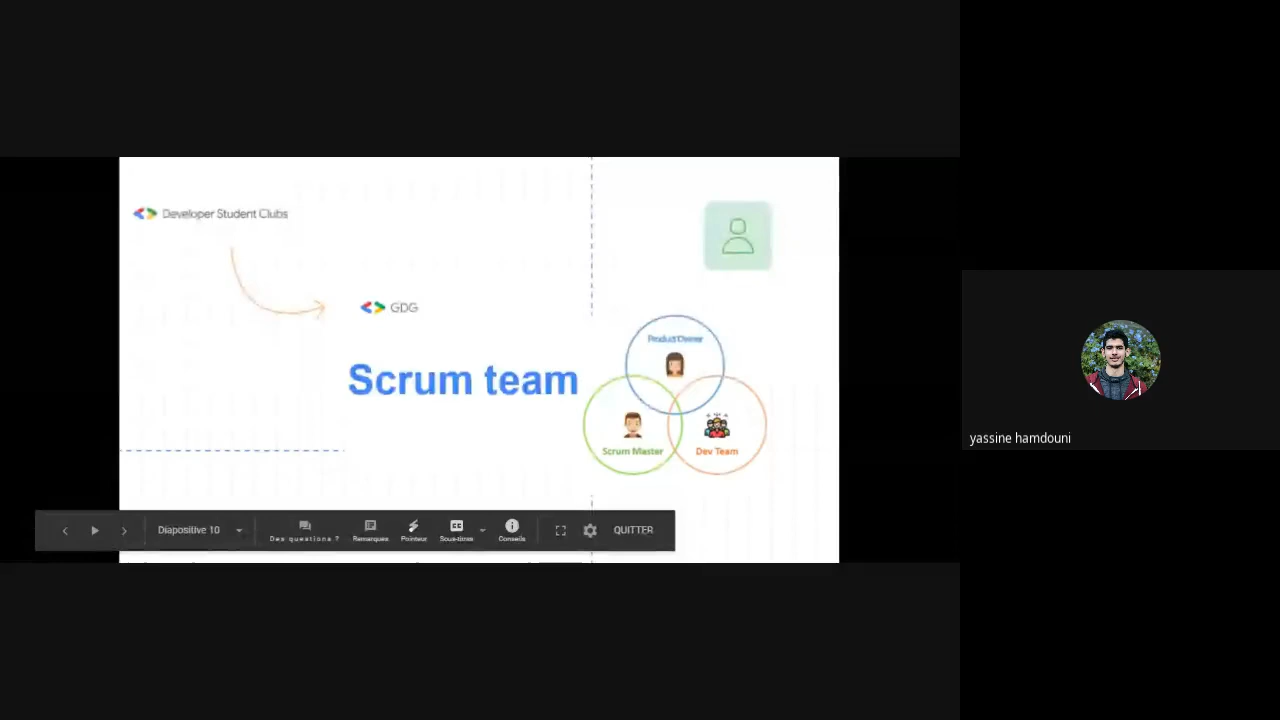 Developer Student Clubs
GDG
Scrum team
Product Owner
Scrum Master
Dev Team
Diapositive 10
Des questions ?
Remarques
Pointeur
Sous-titres
Conseils
QUITTER
yassine hamdouni